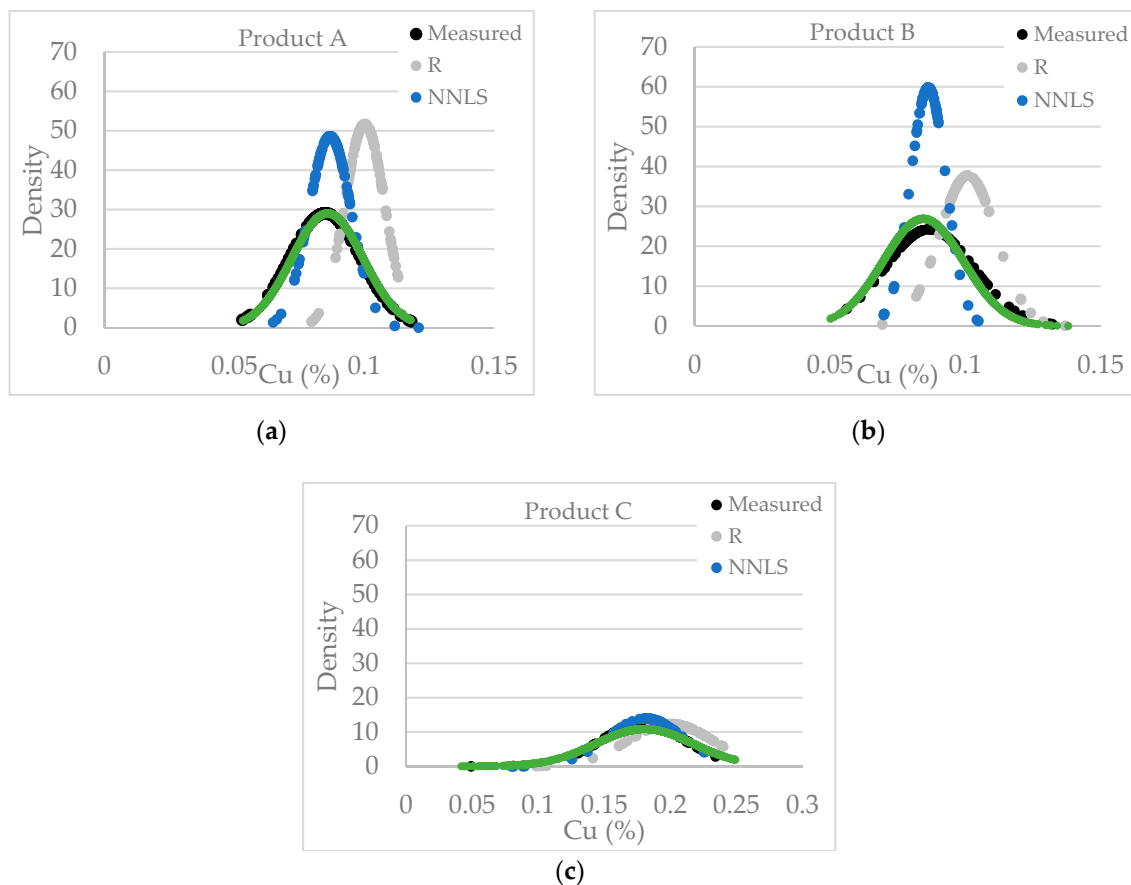 Product A
Measured
R
NNLS
70
60
50
40
30
20
10
0
Density
0
0.05
0.1
0.15
Cu (%)
(a)
Product B
Measured
R
NNLS
70
60
50
40
30
20
10
0
Density
0
0.05
0.1
0.15
Cu (%)
(b)
Product C
Measured
R
NNLS
70
60
50
40
30
20
10
0
Density
0
0.05
0.1
0.15
0.2
0.25
0.3
Cu (%)
(c)